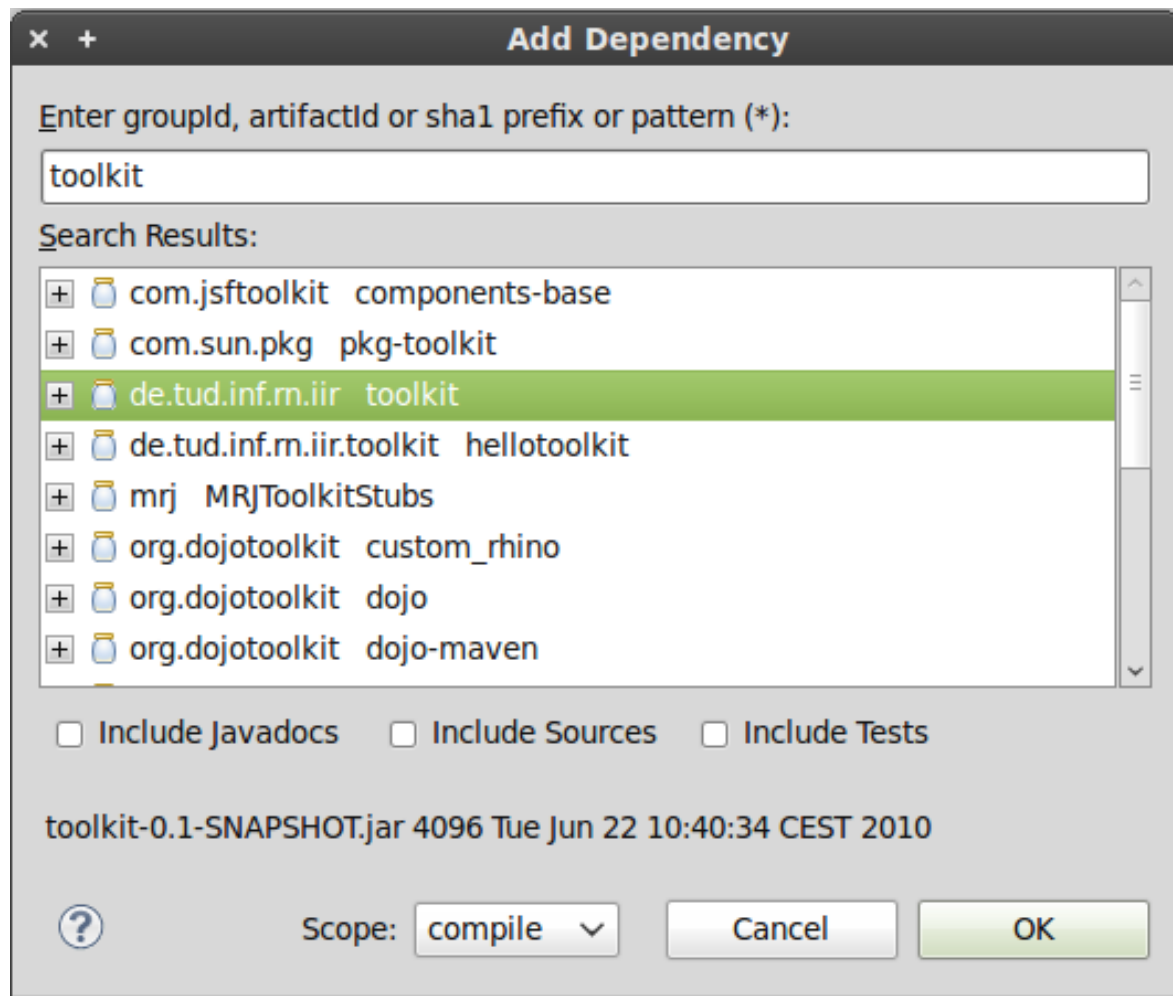 Add Dependency
Enter groupId, artifactId or sha1 prefix or pattern (*):
toolkit
Search Results:
com.jsftoolkit components-base
com.sun.pkg pkg-toolkit
de.tud.inf.rn.iir toolkit
de.tud.inf.rn.iir.toolkit hellotoolkit
mrj MRJToolkitStubs
org.dojotoolkit custom_rhino
org.dojotoolkit dojo
org.dojotoolkit dojo-maven
Include Javadocs Include Sources Include Tests
toolkit-0.1-SNAPSHOT.jar 4096 Tue Jun 22 10:40:34 CEST 2010
Scope: compile Cancel OK